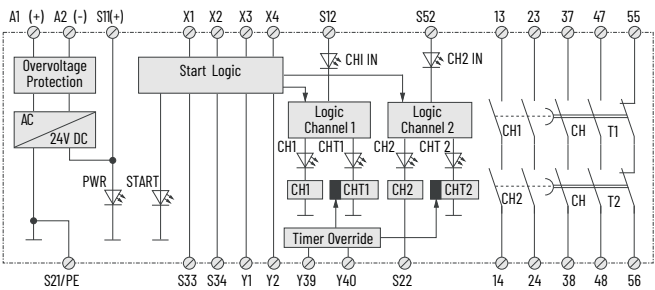 A1 (+) A2 (-) S11(+) X1 X2 X3 X4 S12 S52 13 23 37 47 55
Overvoltage
Protection
Start Logic
CH1 IN
CH2 IN
AC
24V DC
Logic
Channel 1
Logic
Channel 2
CH1
CH T1
CH1 CHT1 CH2 CHT 2
PWR START
CH1 CHT1 CH2 CHT2
CH2
CH T2
Timer Override
S21/PE S33 S34 Y1 Y2 Y39 Y40 S22 14 24 38 48 56